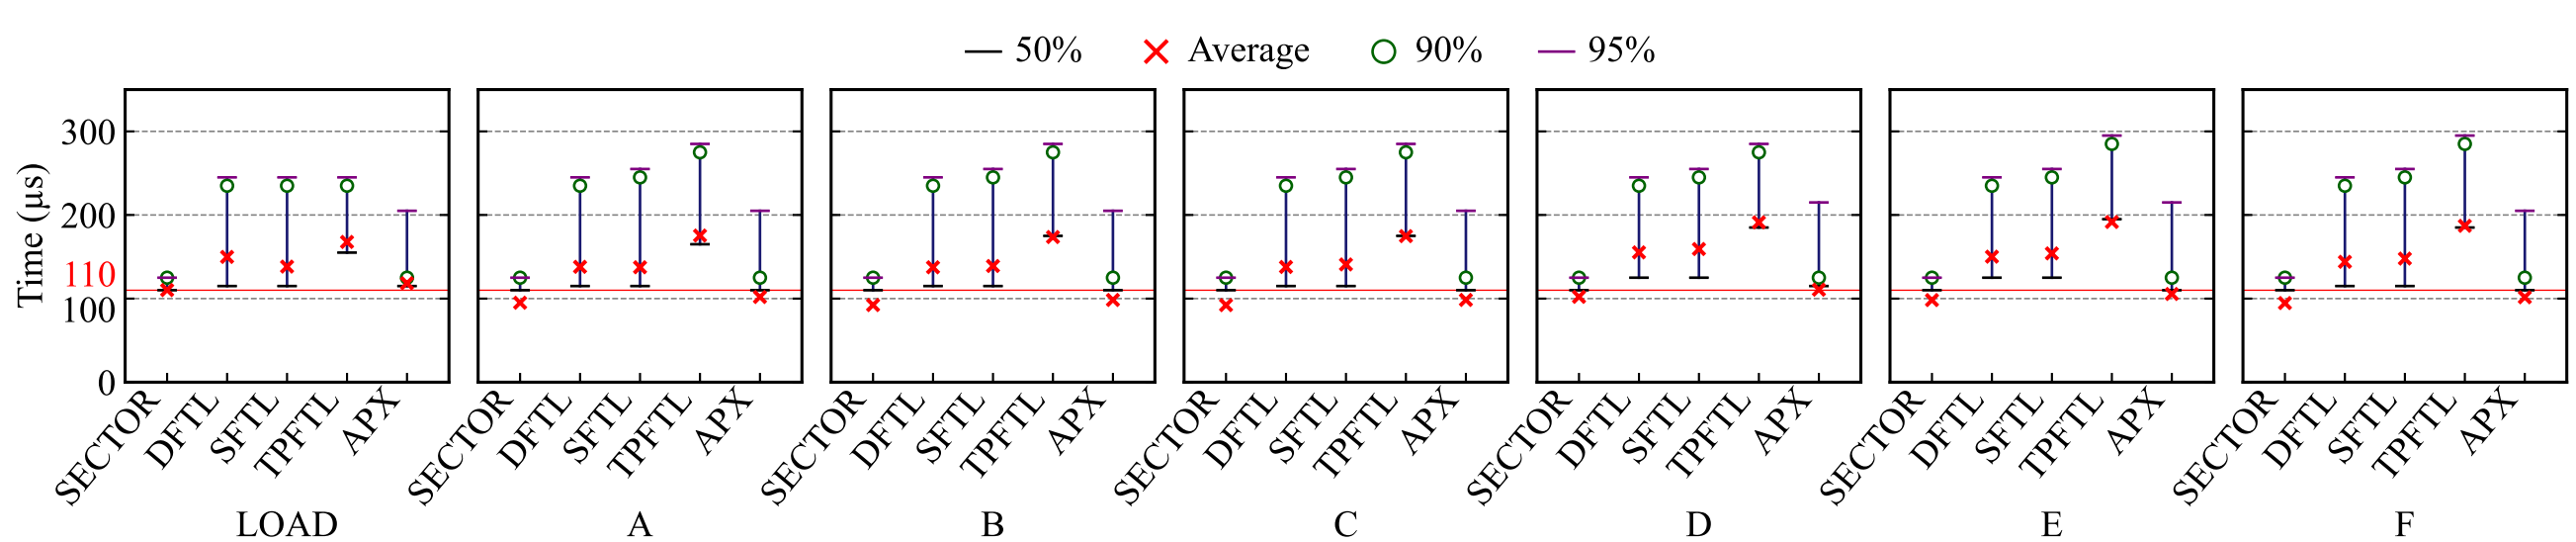 50% Average 90% 95%
Time (μs)
300
200
110
100
0
SECTOR DFTL SFTL TPFTL APX
LOAD
SECTOR DFTL SFTL TPFTL APX
A
SECTOR DFTL SFTL TPFTL APX
B
SECTOR DFTL SFTL TPFTL APX
C
SECTOR DFTL SFTL TPFTL APX
D
SECTOR DFTL SFTL TPFTL APX
E
SECTOR DFTL SFTL TPFTL APX
F